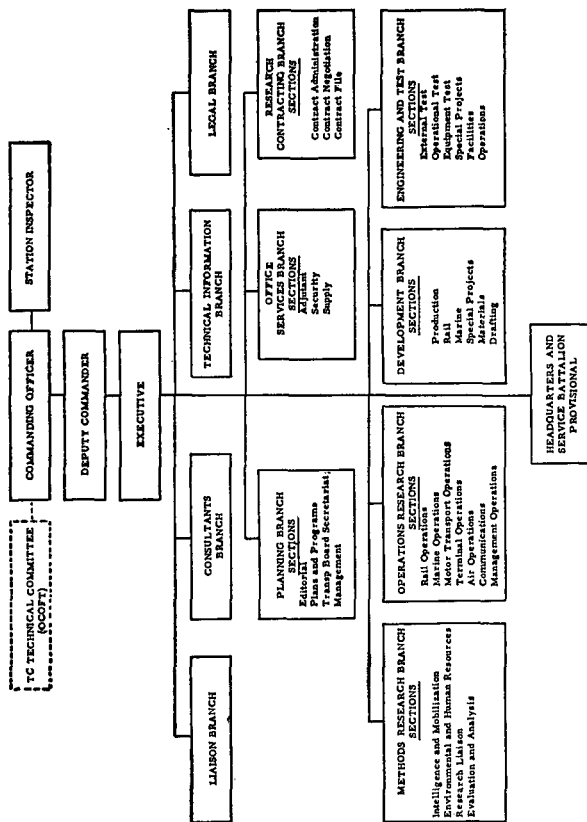 TC TECHNICAL COMMITTEE
(OCOFT)
COMMANDING OFFICER
STATION INSPECTOR
DEPUTY COMMANDER
EXECUTIVE
LIAISON BRANCH
CONSULTANTS
BRANCH
TECHNICAL INFORMATION
BRANCH
LEGAL BRANCH
PLANNING BRANCH
SECTIONS
Editorial
Plans and Programs
Transp Board Secretariat;
Management
OFFICE
SERVICES BRANCH
SECTIONS
Adjutant
Security
Supply
RESEARCH
CONTRACTING BRANCH
SECTIONS
Contract Administration
Contract Negotiation
Contract File
METHODS RESEARCH BRANCH
SECTIONS
Intelligence and Mobilization
Environmental and Human Resources
Research Liaison
Evaluation and Analysis
OPERATIONS RESEARCH BRANCH
SECTIONS
Rail Operations
Marine Operations
Motor Transport Operations
Terminal Operations
Air Operations
Communications
Management Operations
DEVELOPMENT BRANCH
SECTIONS
Production
Rail
Marine
Special Projects
Materials
Drafting
ENGINEERING AND TEST BRANCH
SECTIONS
External Test
Operational Test
Equipment Test
Special Projects
Facilities
Operations
HEADQUARTERS AND
SERVICE BATTALION
PROVISIONAL